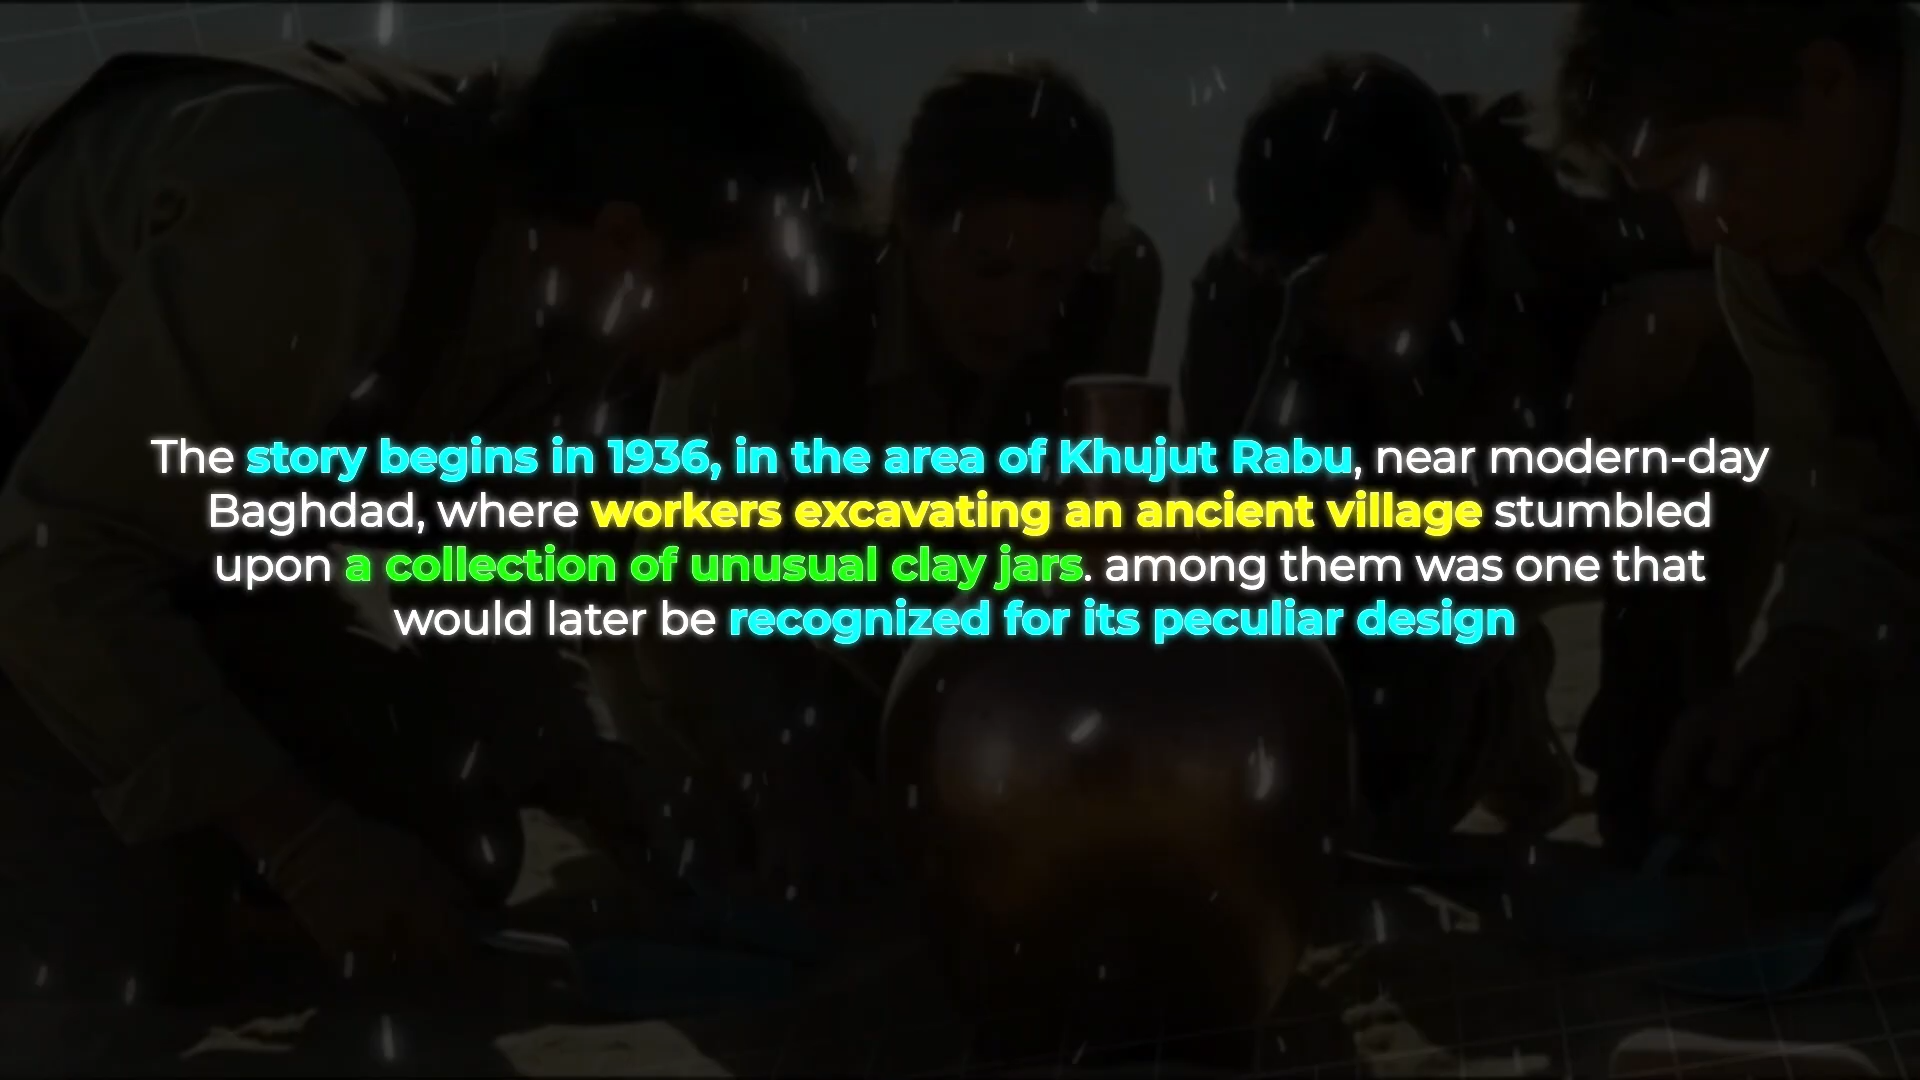 The story begins in 1936, in the area of Khujut Rabu, near modern-day
Baghdad, where workers excavating an ancient village stumbled
upon a collection of unusual clay jars. among them was one that
would later be recognized for its peculiar design